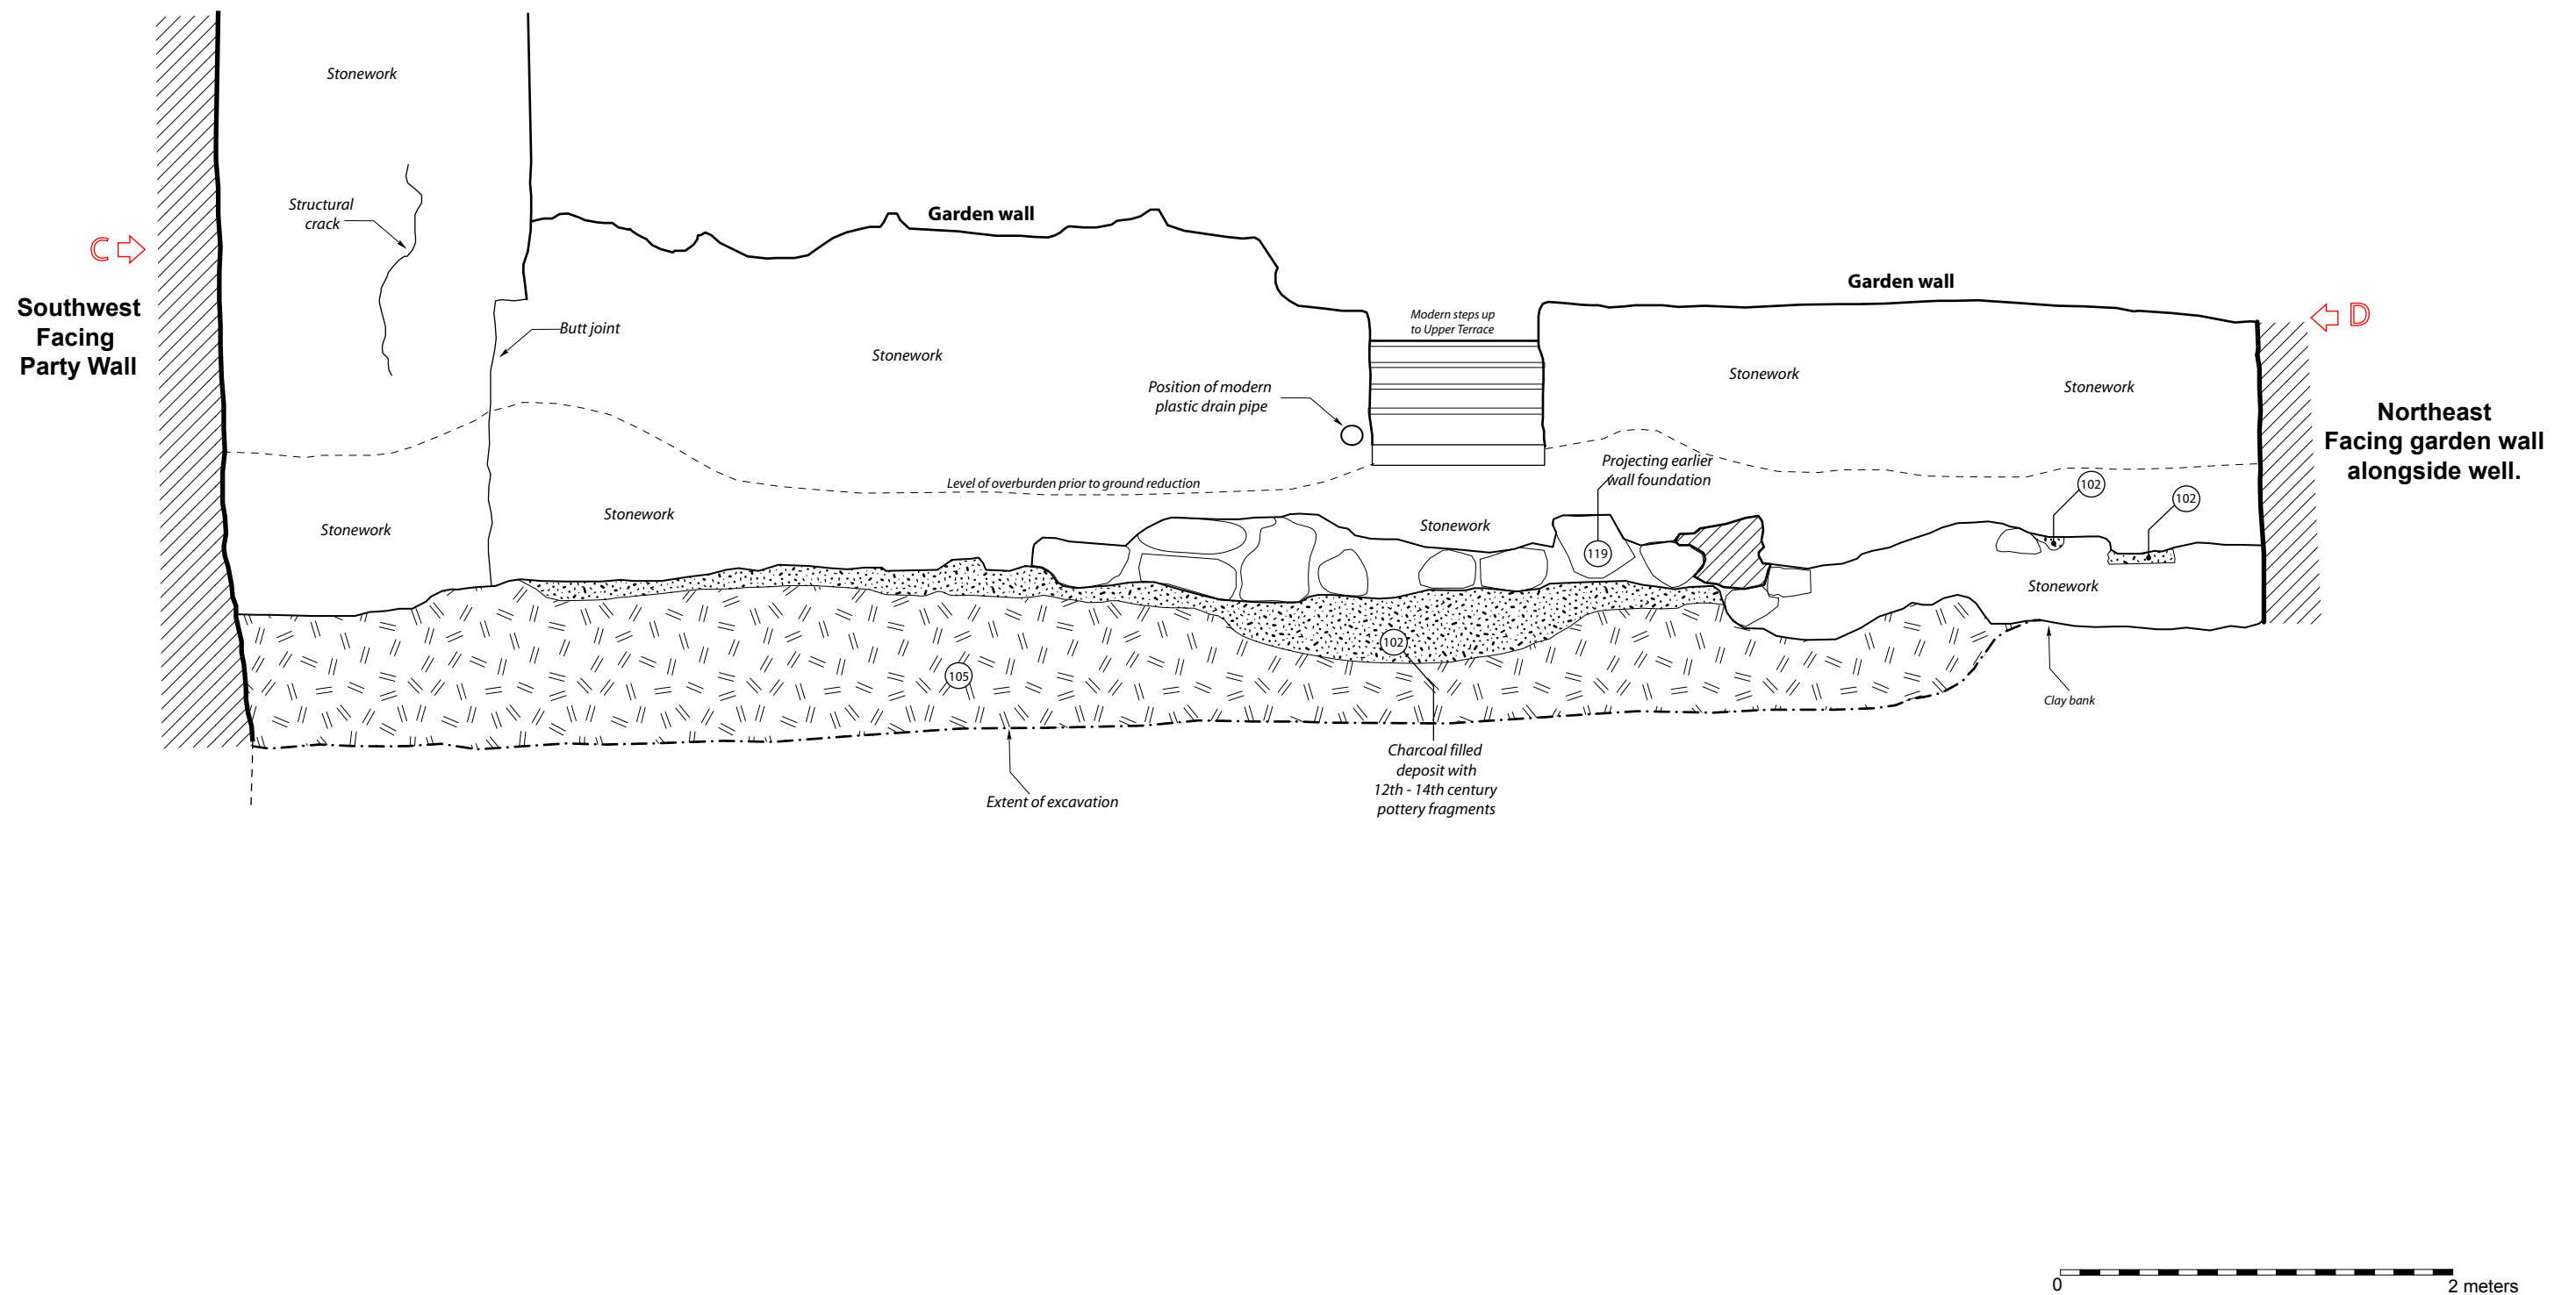 Stonework
Structural
crack
Garden wall
C
Southwest
Facing
Party Wall
Butt joint
Stonework
Garden wall
D
Modern steps up
to Upper Terrace
Position of modern
plastic drain pipe
Stonework
Stonework
Northeast
Facing garden wall
alongside well.
Projecting earlier
wall foundation
Level of overburden prior to ground reduction
102
102
Stonework
Stonework
Stonework
119
Stonework
102
105
Clay bank
Charcoal filled
deposit with
12th - 14th century
pottery fragments
Extent of excavation
0
2 meters